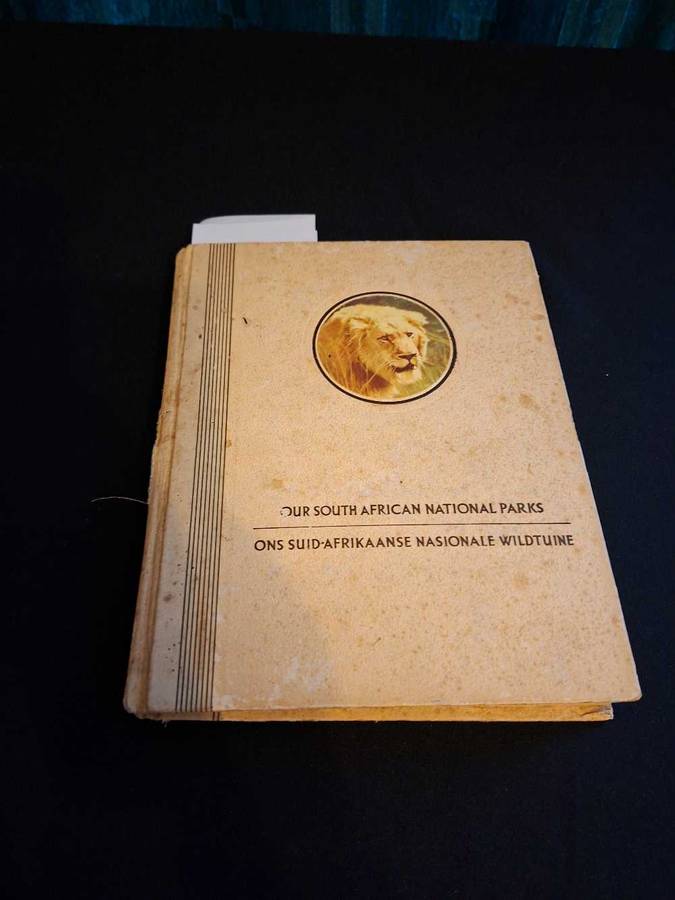 OUR SOUTH AFRICAN NATIONAL PARKS
ONS SUID-AFRIKAANSE NASIONALE WILDTUINE